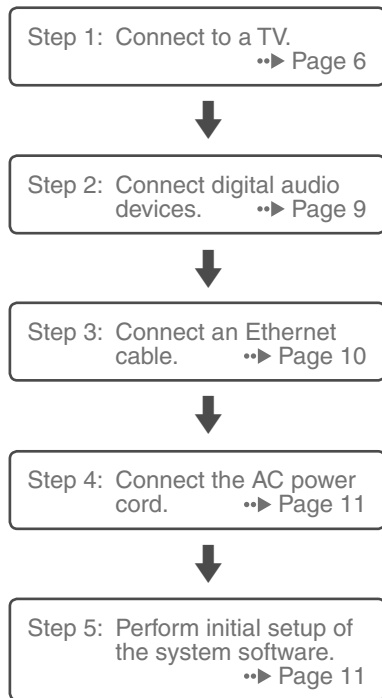 Step 1: Connect to a TV.
Page 6
Step 2: Connect digital audio
devices. Page 9
Step 3: Connect an Ethernet
cable. Page 10
Step 4: Connect the AC power
cord. Page 11
Step 5: Perform initial setup of
the system software.
Page 11